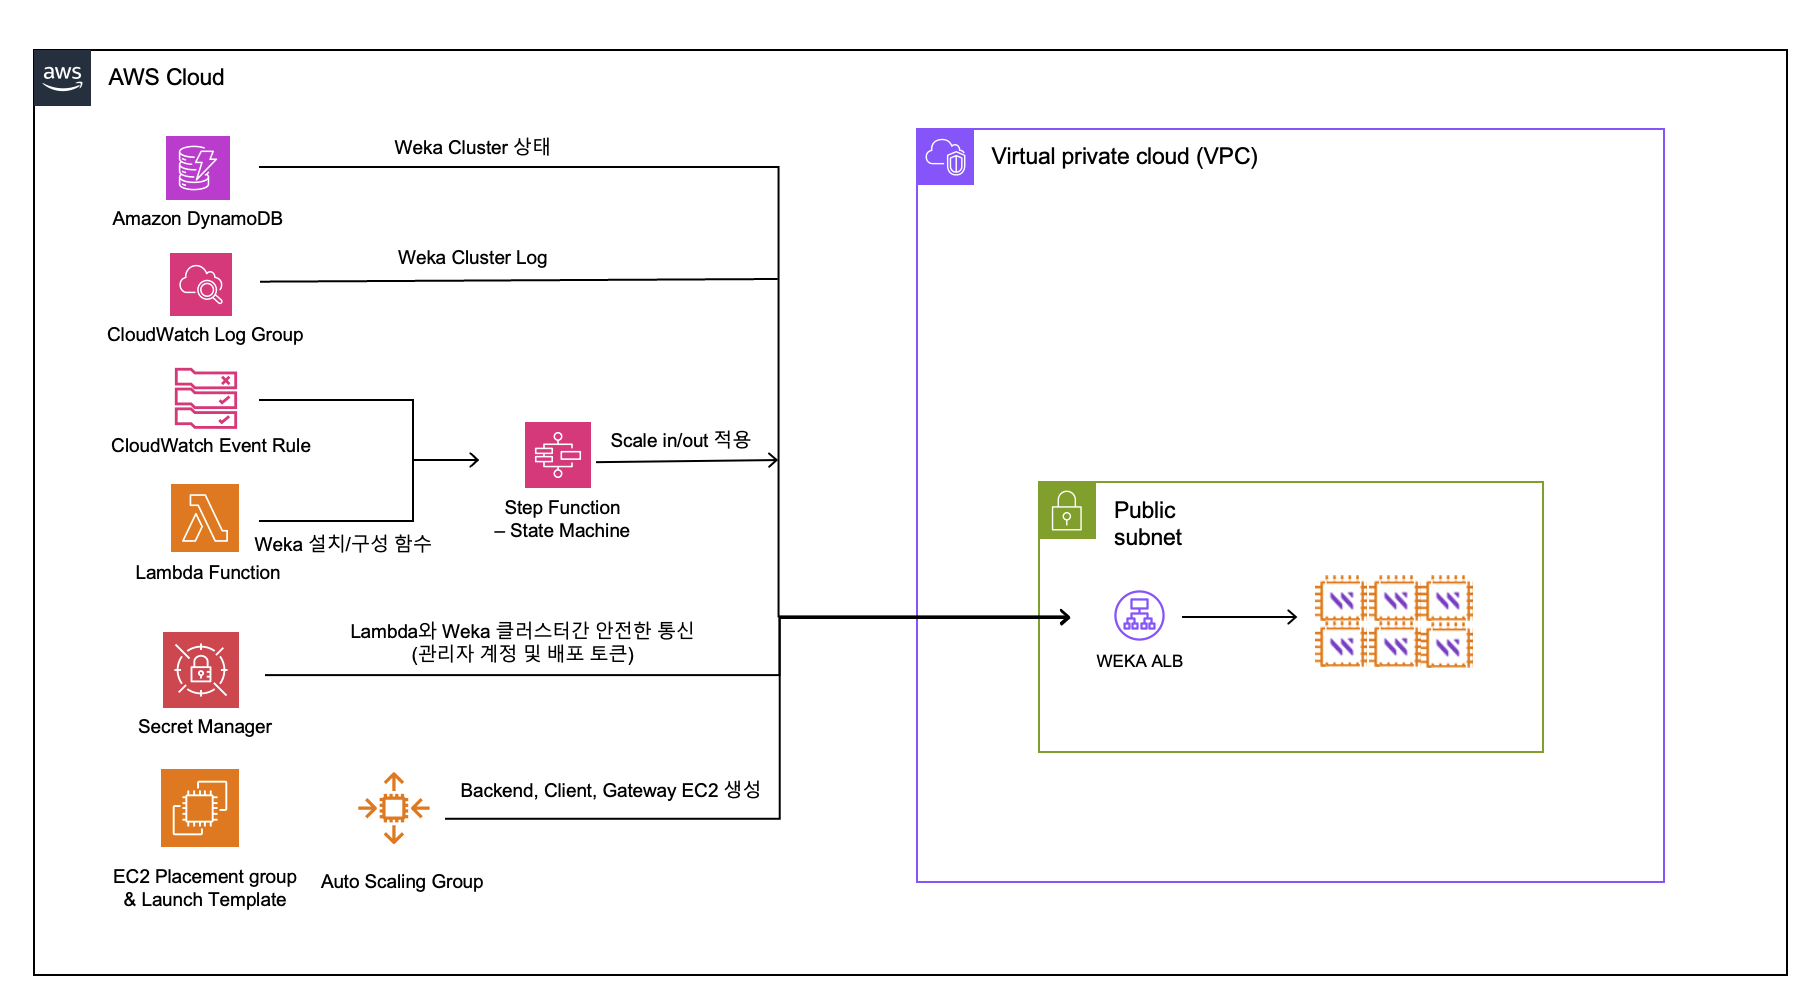 aws
AWS Cloud
Weka Cluster 상태
Amazon DynamoDB
Weka Cluster Log
CloudWatch Log Group
CloudWatch Event Rule
Scale in/out 적용
Step Function
– State Machine
Weka 설치/구성 함수
Lambda Function
Lambda와 Weka 클러스터간 안전한 통신
(관리자 계정 및 배포 토큰)
Secret Manager
Backend, Client, Gateway EC2 생성
EC2 Placement group
& Launch Template
Auto Scaling Group
Virtual private cloud (VPC)
Public
subnet
WEKA ALB